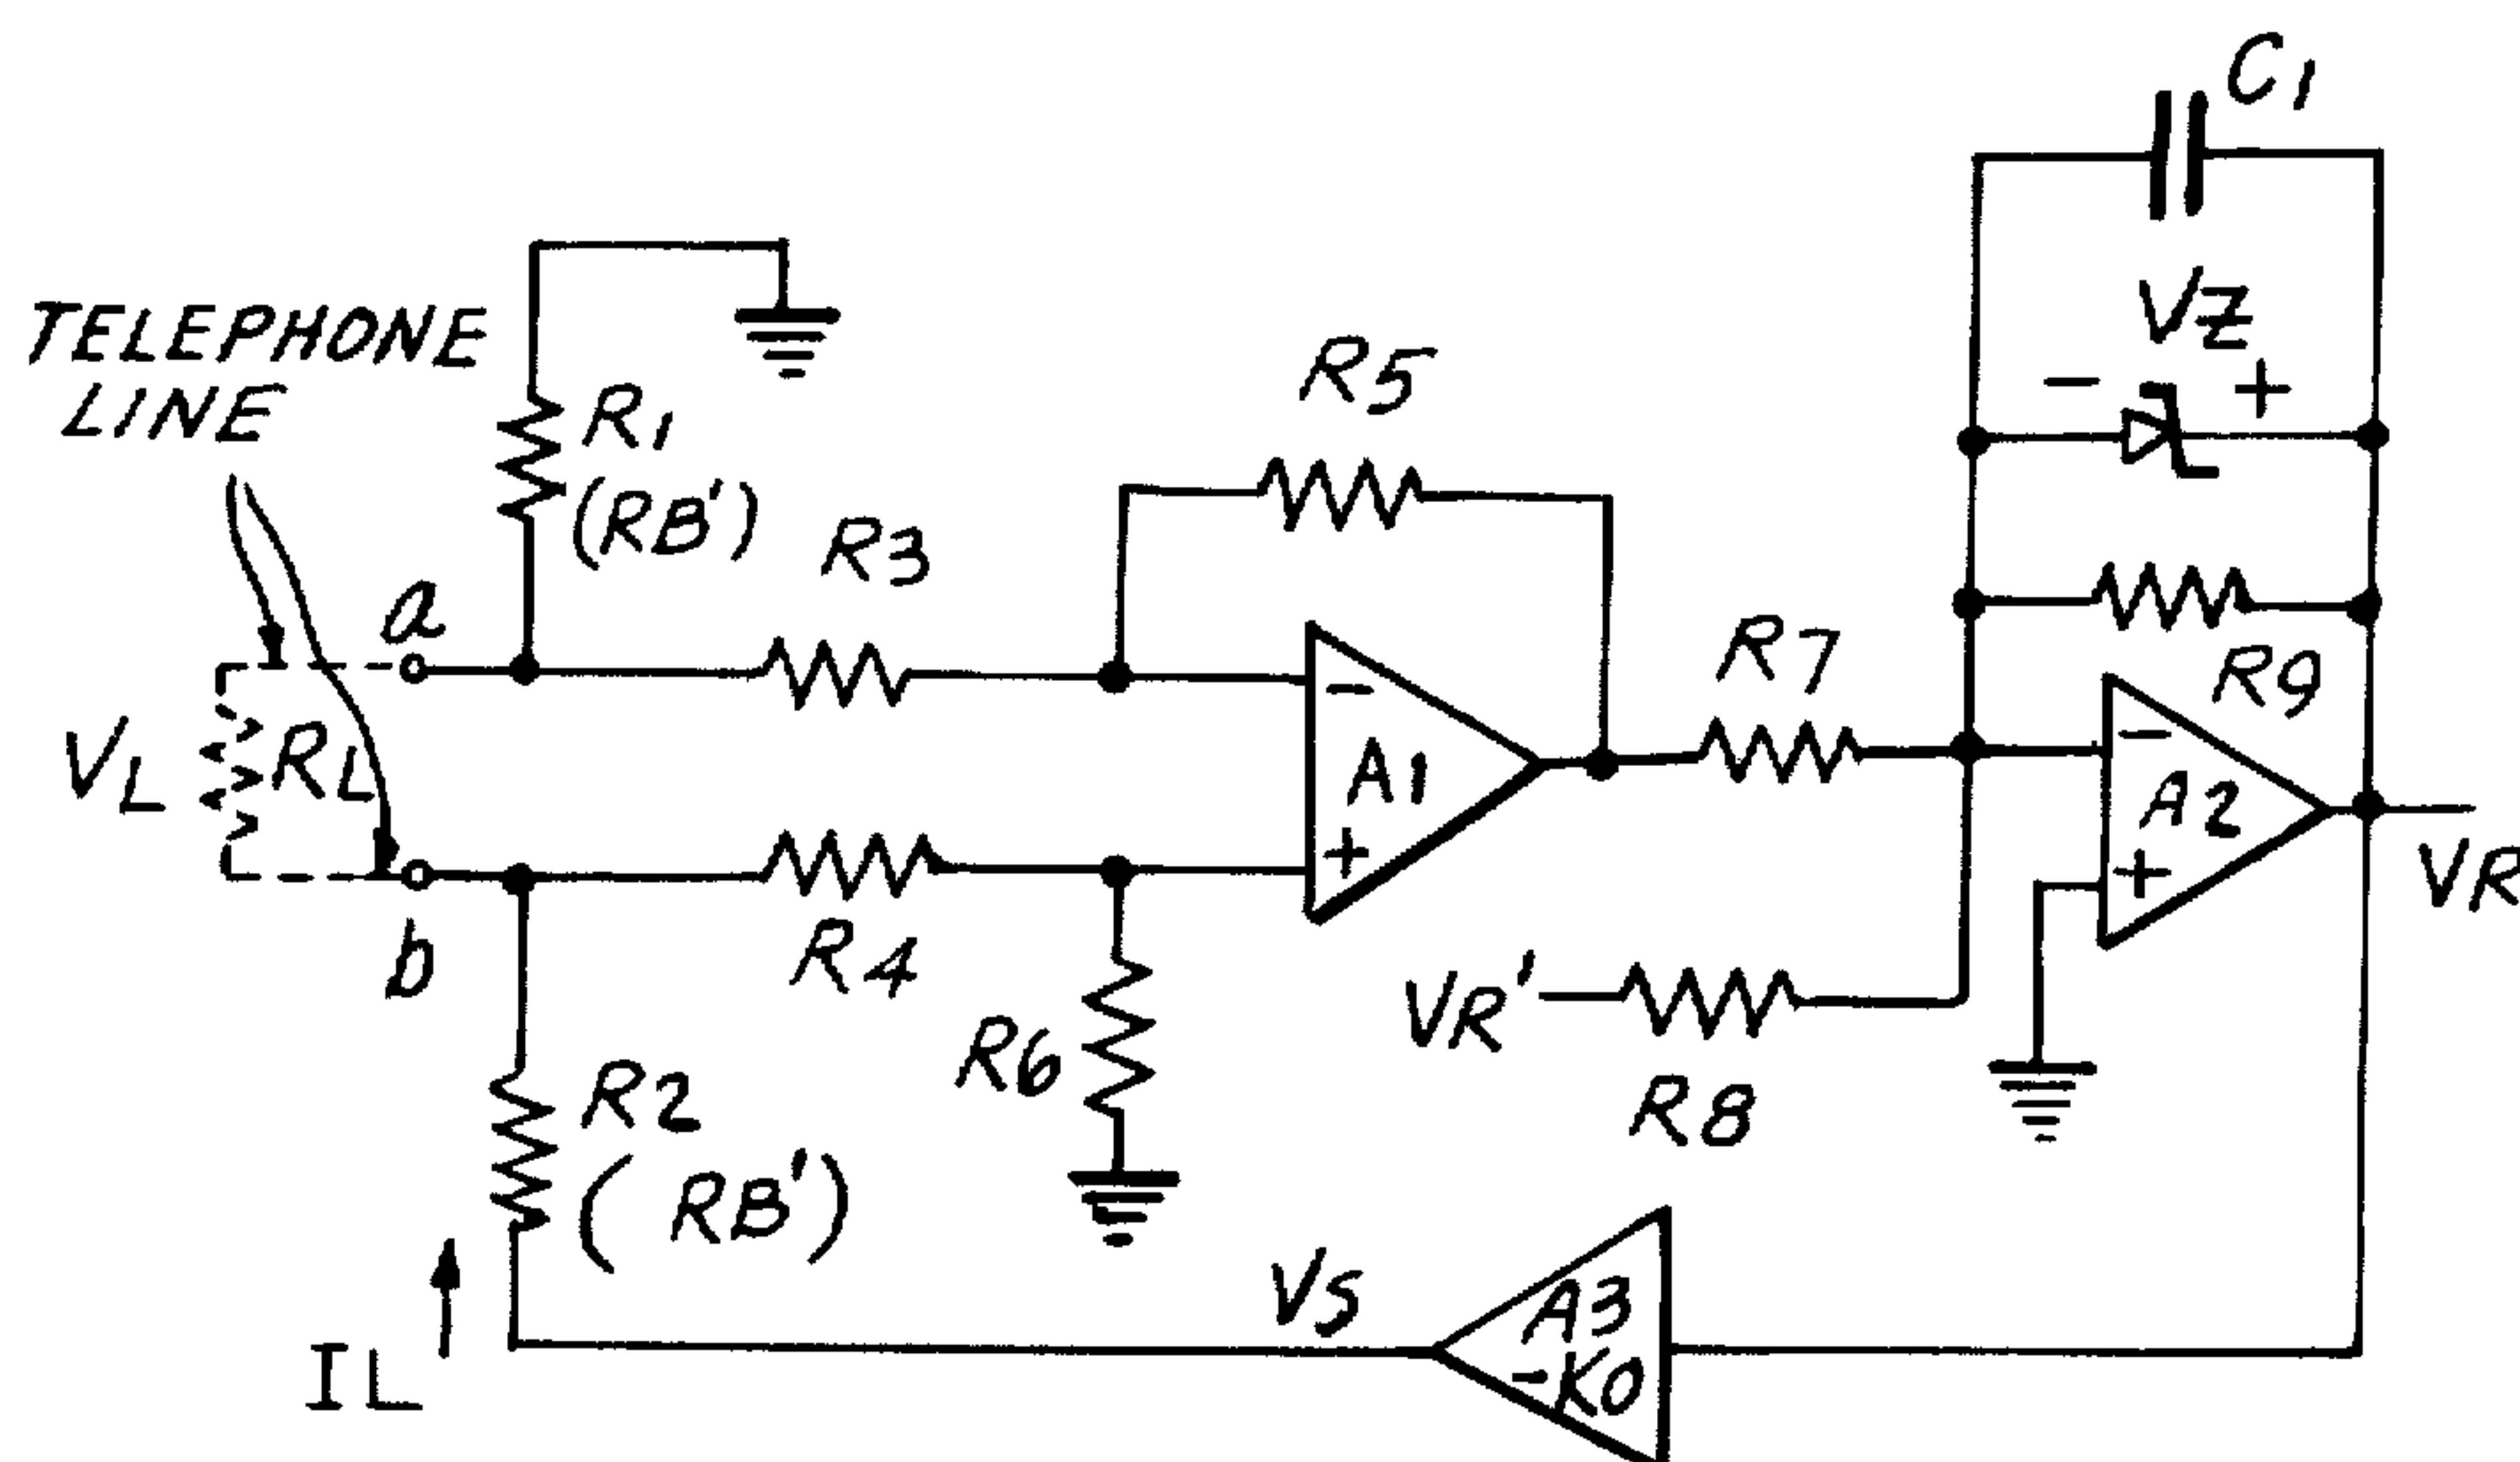 C1
VZ
- +
TELEPHONE
LINE
R1
(RB')
R3
R5
a
R7
R9
VL
RL
-
A1
+
-
A2
+
VR
b
R4
R6
VR'
R8
R2
(RB')
VS
A3
-K0
IL